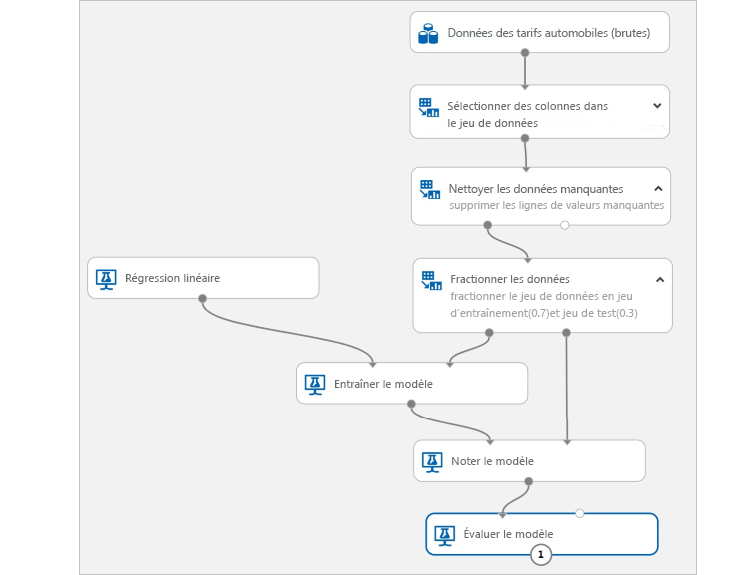 Données des tarifs automobiles (brutes)
Sélectionner des colonnes dans
le jeu de données
Nettoyer les données manquantes
supprimer les lignes de valeurs manquantes
Régression linéaire
Fractionner les données
fractionner le jeu de données en jeu
d'entraînement(0.7)et jeu de test(0.3)
Entraîner le modèle
Noter le modèle
Évaluer le modèle
1